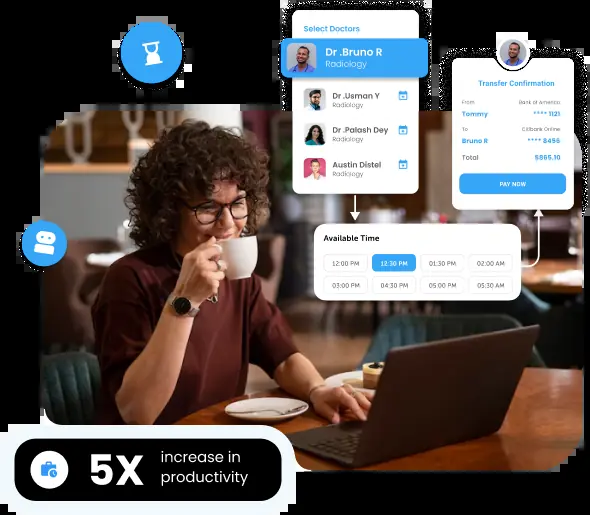 Select Doctors
Dr .Bruno R
Radiology
Dr .Usman Y
Radiology
Dr .Palash Dey
Radiology
Austin Distel
Radiology
Transfer Confirmation
From
Bank of America
Tommy
**** 1121
To
Citibank Online
Bruno R
**** 8456
Total
$865.10
PAY NOW
Available Time
12:00 PM
12:30 PM
01:30 PM
02:00 AM
03:00 PM
04:30 PM
05:00 PM
05:30 AM
5X
increase in
productivity